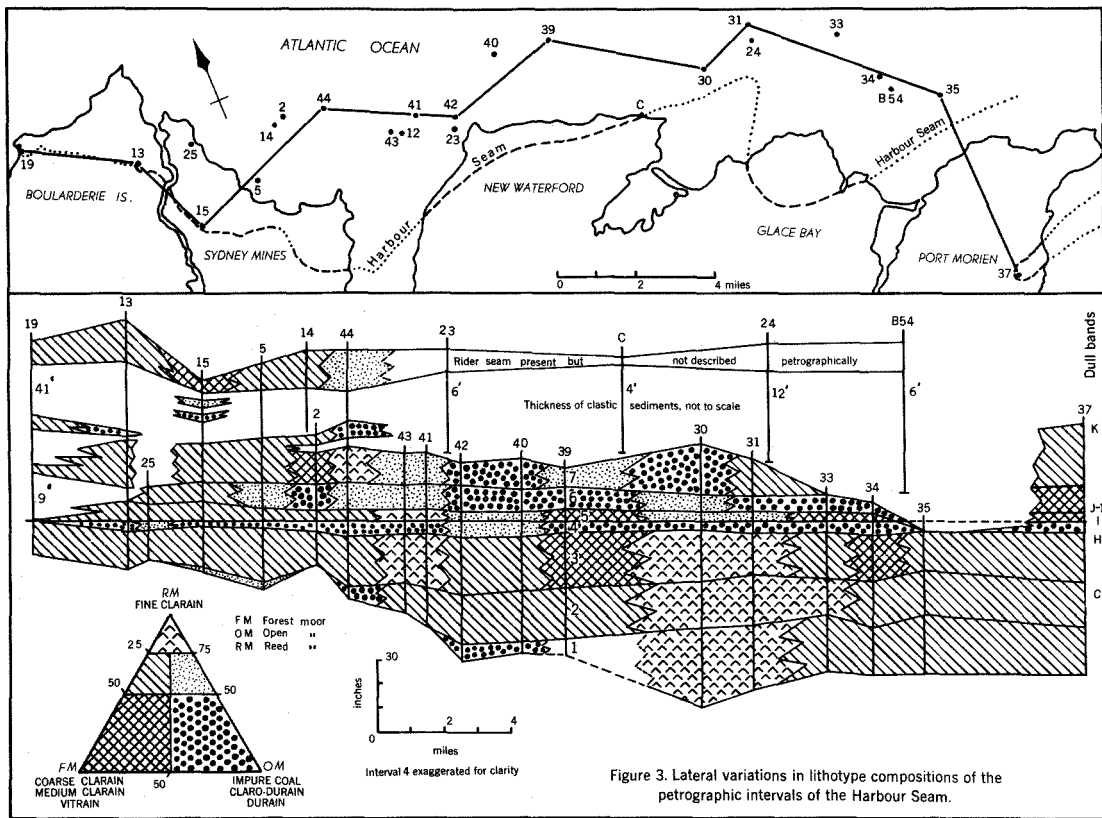 ATLANTIC OCEAN
19
13
25
14
2
5
15
44
43
12
41
42
23
40
39
C
30
31
24
33
34
B 54
35
37
BOULARDERIE IS.
SYDNEY MINES
Harbour
Seam
NEW WATERFORD
GLACE BAY
Harbour Seam
PORT MORIEN
0 2 4 miles
19
13
15
5
14
44
23
C
24
B54
Dull bands
Rider seam present but not described petrographically
41'
6'
4'
12'
6'
Thickness of clastic sediments, not to scale
37
9'
25
2
43
41
42
40
39
30
31
33
34
35
K
J-1
I
H
C
7
6
5
4
3
2
1
RM
FINE CLARAIN
FM Forest moor
OM Open "
RM Reed "
25
75
50
50
50
FM
OM
COARSE CLARAIN
MEDIUM CLARAIN
VITRAIN
IMPURE COAL
CLARO-DURAIN
DURAIN
30
inches
0
2 4
miles
Interval 4 exaggerated for clarity
Figure 3. Lateral variations in lithotype compositions of the
petrographic intervals of the Harbour Seam.